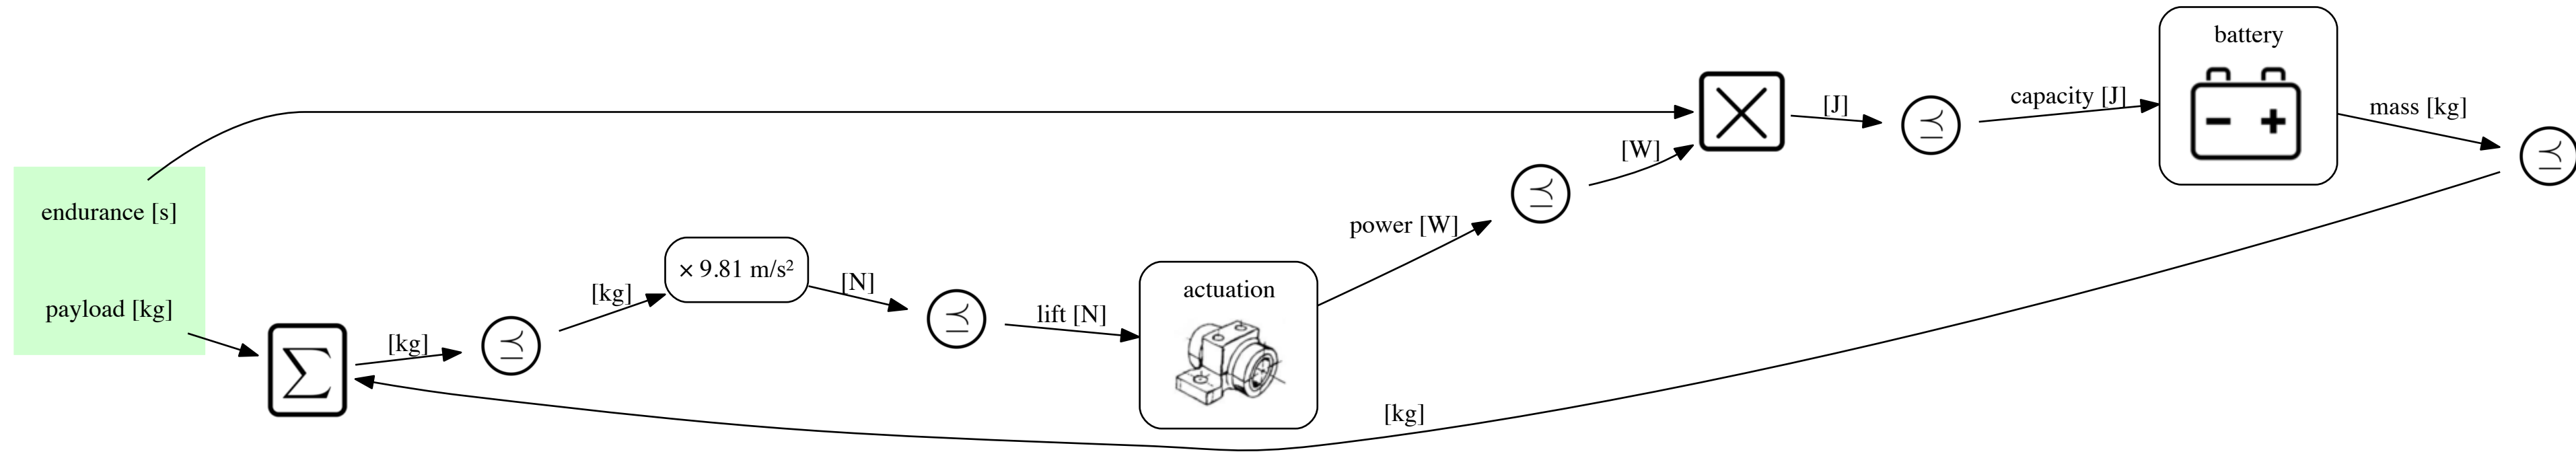 battery
capacity [J]
[J]
mass [kg]
⪯
⪯
[W]
⪯
power [W]
endurance [s]
payload [kg]
Σ
[kg]
⪯
[kg]
× 9.81 m/s²
[N]
⪯
lift [N]
actuation
[kg]